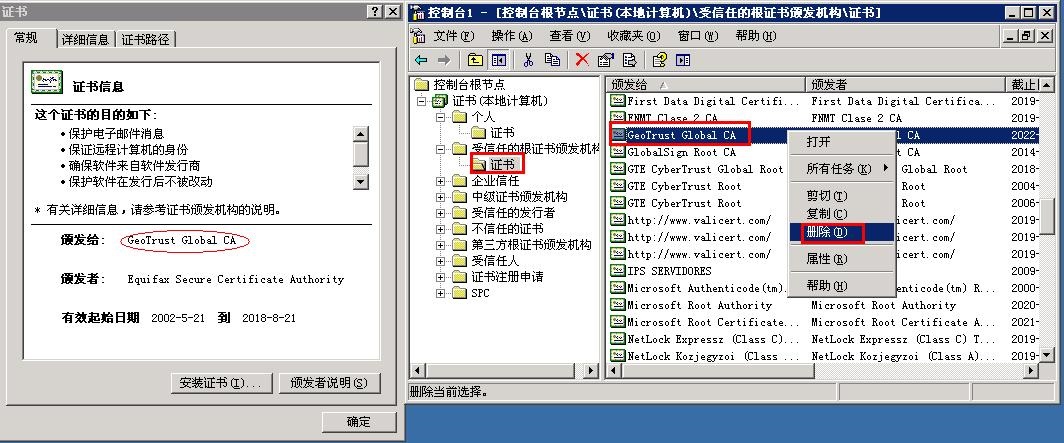 证书
常规
详细信息
证书路径
证书信息
这个证书的目的如下:
•保护电子邮件消息
•保证远程计算机的身份
•确保软件来自软件发行商
•保护软件在发行后不被改动
* 有关详细信息,请参考证书颁发机构的说明。
颁发给: GeoTrust Global CA
颁发者: Equifax Secure Certificate Authority
有效起始日期 2002-5-21 到 2018-8-21
安装证书(I)...
颁发者说明(S)
确定
控制台1 - [控制台根节点\证书(本地计算机)\受信任的根证书颁发机构\证书]
文件(F) 操作(A) 查看(V) 收藏夹(O) 窗口(W) 帮助(H)
控制台根节点
证书(本地计算机)
个人
证书
受信任的根证书颁发机构
证书
企业信任
中级证书颁发机构
受信任的发行者
不信任的证书
第三方根证书颁发机构
受信任人
证书注册申请
SPC
颁发给 颁发者 截止
First Data Digital Certifi... First Data Digital Certifica... 2019-
FNMT Clase 2 CA FNMT Clase 2 CA 2019-
GeoTrust Global CA CA 2022-
GlobalSign Root CA CA 2014-
GTE CyberTrust Global Root Global Root 2018-
GTE CyberTrust Root Root 2006-
GTE CyberTrust Root Root 2006-
http://www.valicert.com/ /www.valicert.com/ 2019-
http://www.valicert.com/ 2019-
http://www.valicert.com/ 2019-
IPS SERVIDORES 2009-
Microsoft Authenticode(tm) ... Microsoft Authenticode(tm) R... 2000-
Microsoft Root Authority Microsoft Root Authority 2020-
Microsoft Root Certificate... Microsoft Root Certificate A... 2021-
NetLock Expressz (Class C)... NetLock Expressz (Class C) T... 2019-
NetLock Kozjegyzoi (Class ... NetLock Kozjegyzoi (Class A)... 2019-
打开
所有任务(K)
剪切(T)
复制(C)
删除(D)
属性(R)
帮助(H)
删除当前选择。